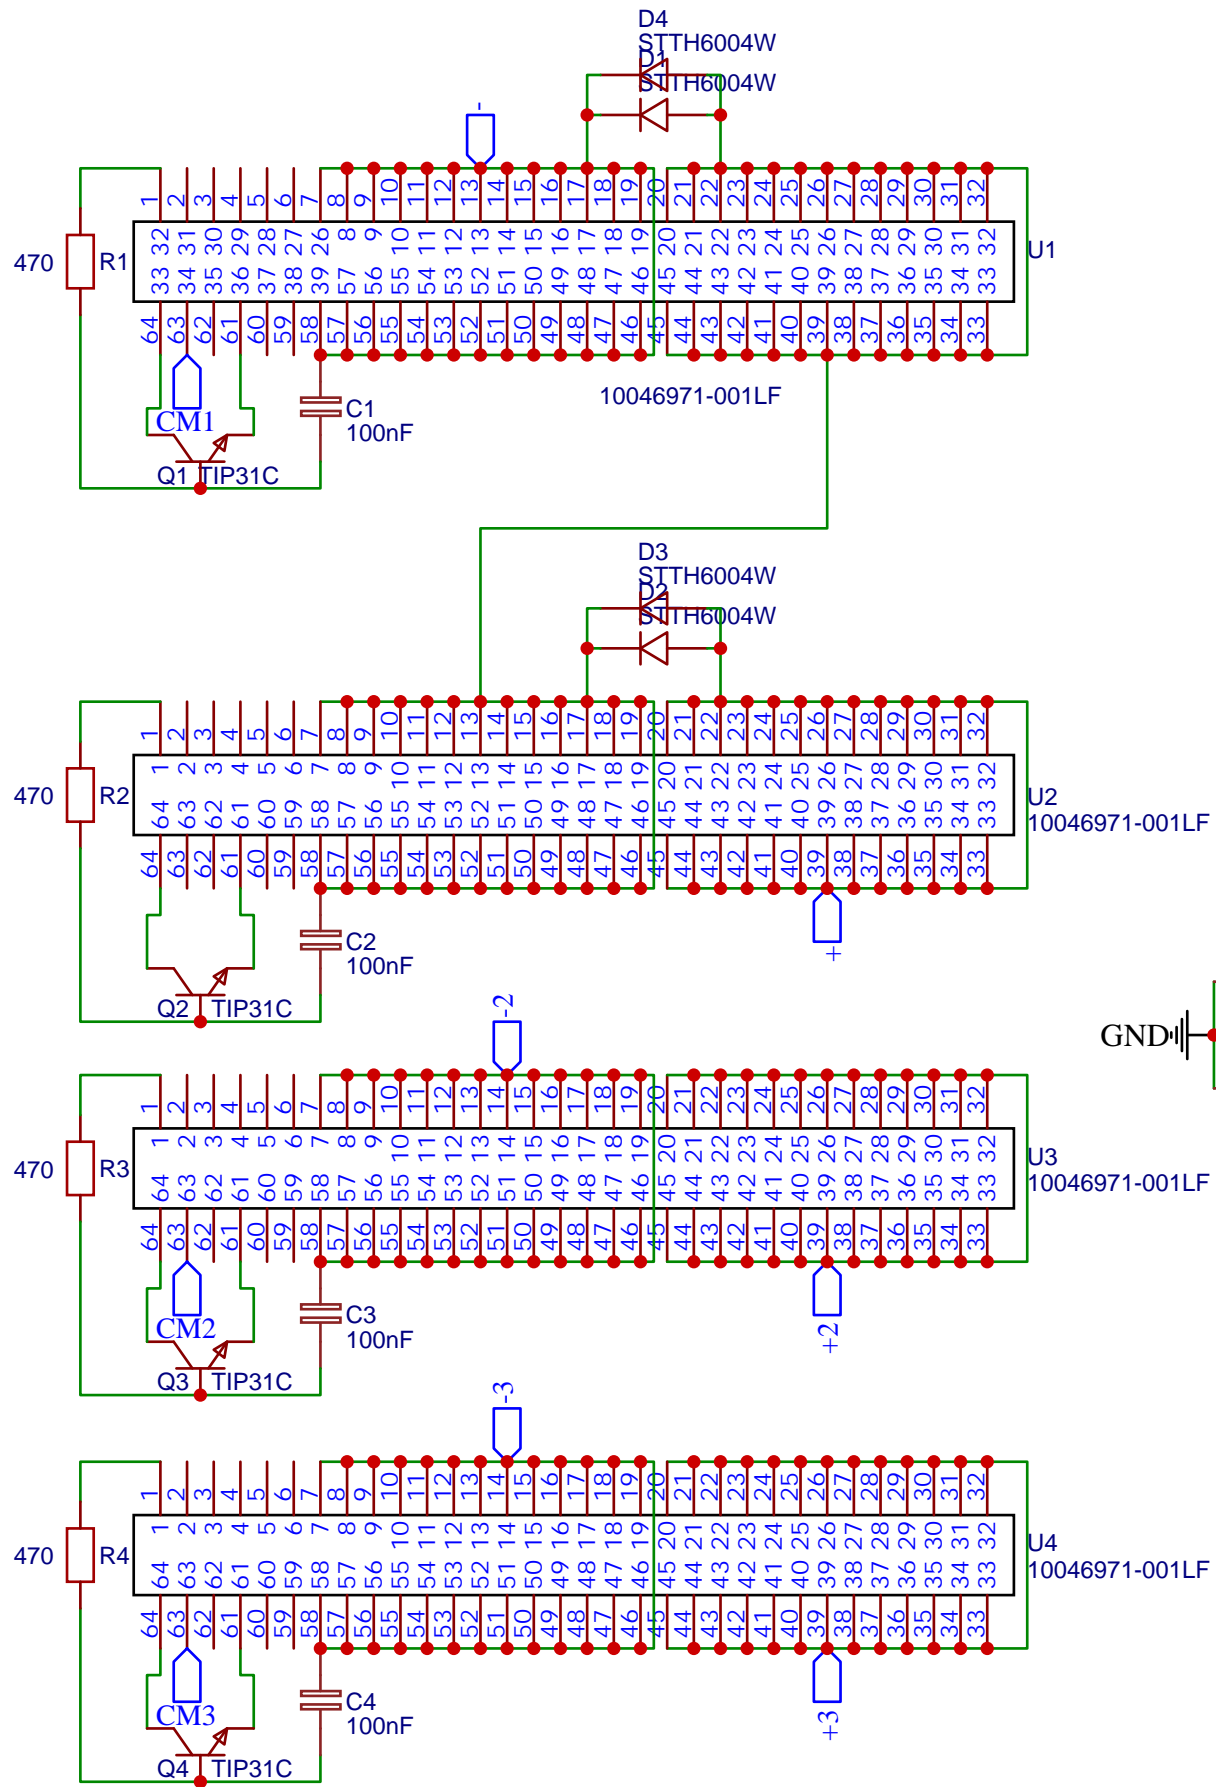 D4
STTH6004W
D1
STTH6004W
-
1 2 3 4 5 6 7 8 9 10 11 12 13 14 15 16 17 18 19 20 21 22 23 24 25 26 27 28 29 30 31 32
32 31 30 29 28 27 26 8 9 10 11 12 13 14 15 16 17 18 19 20 21 22 23 24 25 26 27 28 29 30 31 32
U1
470
R1
33 34 35 36 37 38 39 57 56 55 54 53 52 51 50 49 48 47 46 45 44 43 42 41 40 39 38 37 36 35 34 33
64 63 62 61 60 59 58 57 56 55 54 53 52 51 50 49 48 47 46 45 44 43 42 41 40 39 38 37 36 35 34 33
10046971-001LF
CM1
C1
100nF
Q1
TIP31C
D3
STTH6004W
D2
STTH6004W
1 2 3 4 5 6 7 8 9 10 11 12 13 14 15 16 17 18 19 20 21 22 23 24 25 26 27 28 29 30 31 32
1 2 3 4 5 6 7 8 9 10 11 12 13 14 15 16 17 18 19 20 21 22 23 24 25 26 27 28 29 30 31 32
470
R2
U2
10046971-001LF
64 63 62 61 60 59 58 57 56 55 54 53 52 51 50 49 48 47 46 45 44 43 42 41 40 39 38 37 36 35 34 33
64 63 62 61 60 59 58 57 56 55 54 53 52 51 50 49 48 47 46 45 44 43 42 41 40 39 38 37 36 35 34 33
C2
100nF
+
Q2
TIP31C
-2
GND
1 2 3 4 5 6 7 8 9 10 11 12 13 14 15 16 17 18 19 20 21 22 23 24 25 26 27 28 29 30 31 32
1 2 3 4 5 6 7 8 9 10 11 12 13 14 15 16 17 18 19 20 21 22 23 24 25 26 27 28 29 30 31 32
470
R3
U3
10046971-001LF
64 63 62 61 60 59 58 57 56 55 54 53 52 51 50 49 48 47 46 45 44 43 42 41 40 39 38 37 36 35 34 33
64 63 62 61 60 59 58 57 56 55 54 53 52 51 50 49 48 47 46 45 44 43 42 41 40 39 38 37 36 35 34 33
CM2
C3
100nF
+2
Q3
TIP31C
-3
1 2 3 4 5 6 7 8 9 10 11 12 13 14 15 16 17 18 19 20 21 22 23 24 25 26 27 28 29 30 31 32
1 2 3 4 5 6 7 8 9 10 11 12 13 14 15 16 17 18 19 20 21 22 23 24 25 26 27 28 29 30 31 32
470
R4
U4
10046971-001LF
64 63 62 61 60 59 58 57 56 55 54 53 52 51 50 49 48 47 46 45 44 43 42 41 40 39 38 37 36 35 34 33
64 63 62 61 60 59 58 57 56 55 54 53 52 51 50 49 48 47 46 45 44 43 42 41 40 39 38 37 36 35 34 33
CM3
C4
100nF
+3
Q4
TIP31C